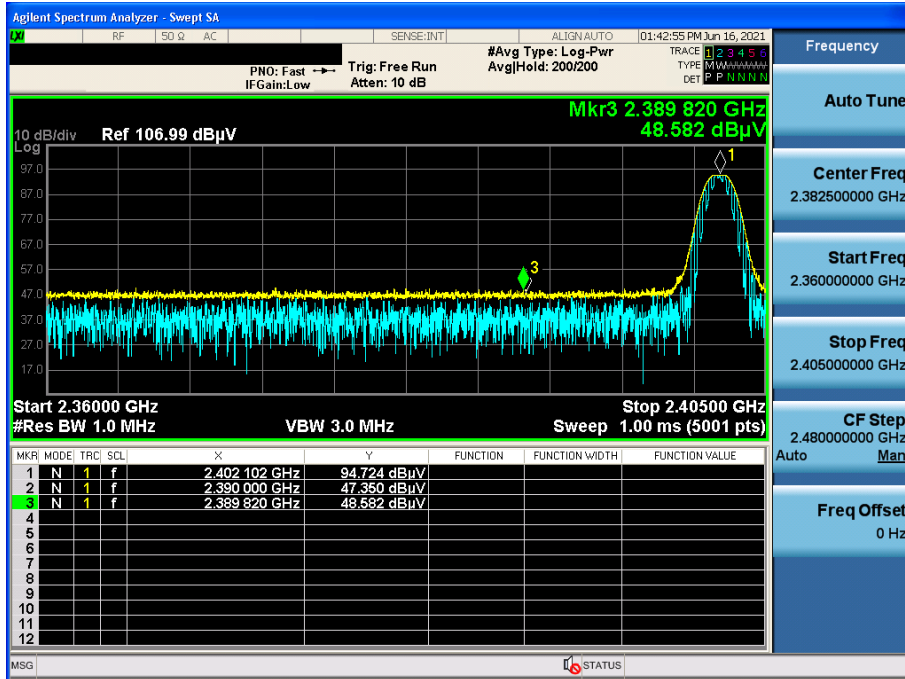 Agilent Spectrum Analyzer - Swept SA
LXI RF 50 Ω AC SENSE:INT ALIGN AUTO 01:42:55 PM Jun 16, 2021
#Avg Type: Log-Pwr TRACE 1 2 3 4 5 6
PNO: Fast Trig: Free Run Avg|Hold: 200/200 TYPE M W W W W W
IFGain:Low Atten: 10 dB DET P P N N N N
Mkr3 2.389 820 GHz
48.582 dBµV
10 dB/div Ref 106.99 dBµV
Log
97.0
87.0
77.0
67.0
57.0
47.0
37.0
27.0
17.0
1
3
Start 2.36000 GHz Stop 2.40500 GHz
#Res BW 1.0 MHz VBW 3.0 MHz Sweep 1.00 ms (5001 pts)
MKR MODE TRC SCL X Y FUNCTION FUNCTION WIDTH FUNCTION VALUE
1 N 1 f 2.402 102 GHz 94.724 dBµV
2 N 1 f 2.390 000 GHz 47.350 dBµV
3 N 1 f 2.389 820 GHz 48.582 dBµV
4
5
6
7
8
9
10
11
12
MSG STATUS
Frequency
Auto Tune
Center Freq
2.382500000 GHz
Start Freq
2.360000000 GHz
Stop Freq
2.405000000 GHz
CF Step
2.480000000 GHz
Auto Man
Freq Offset
0 Hz